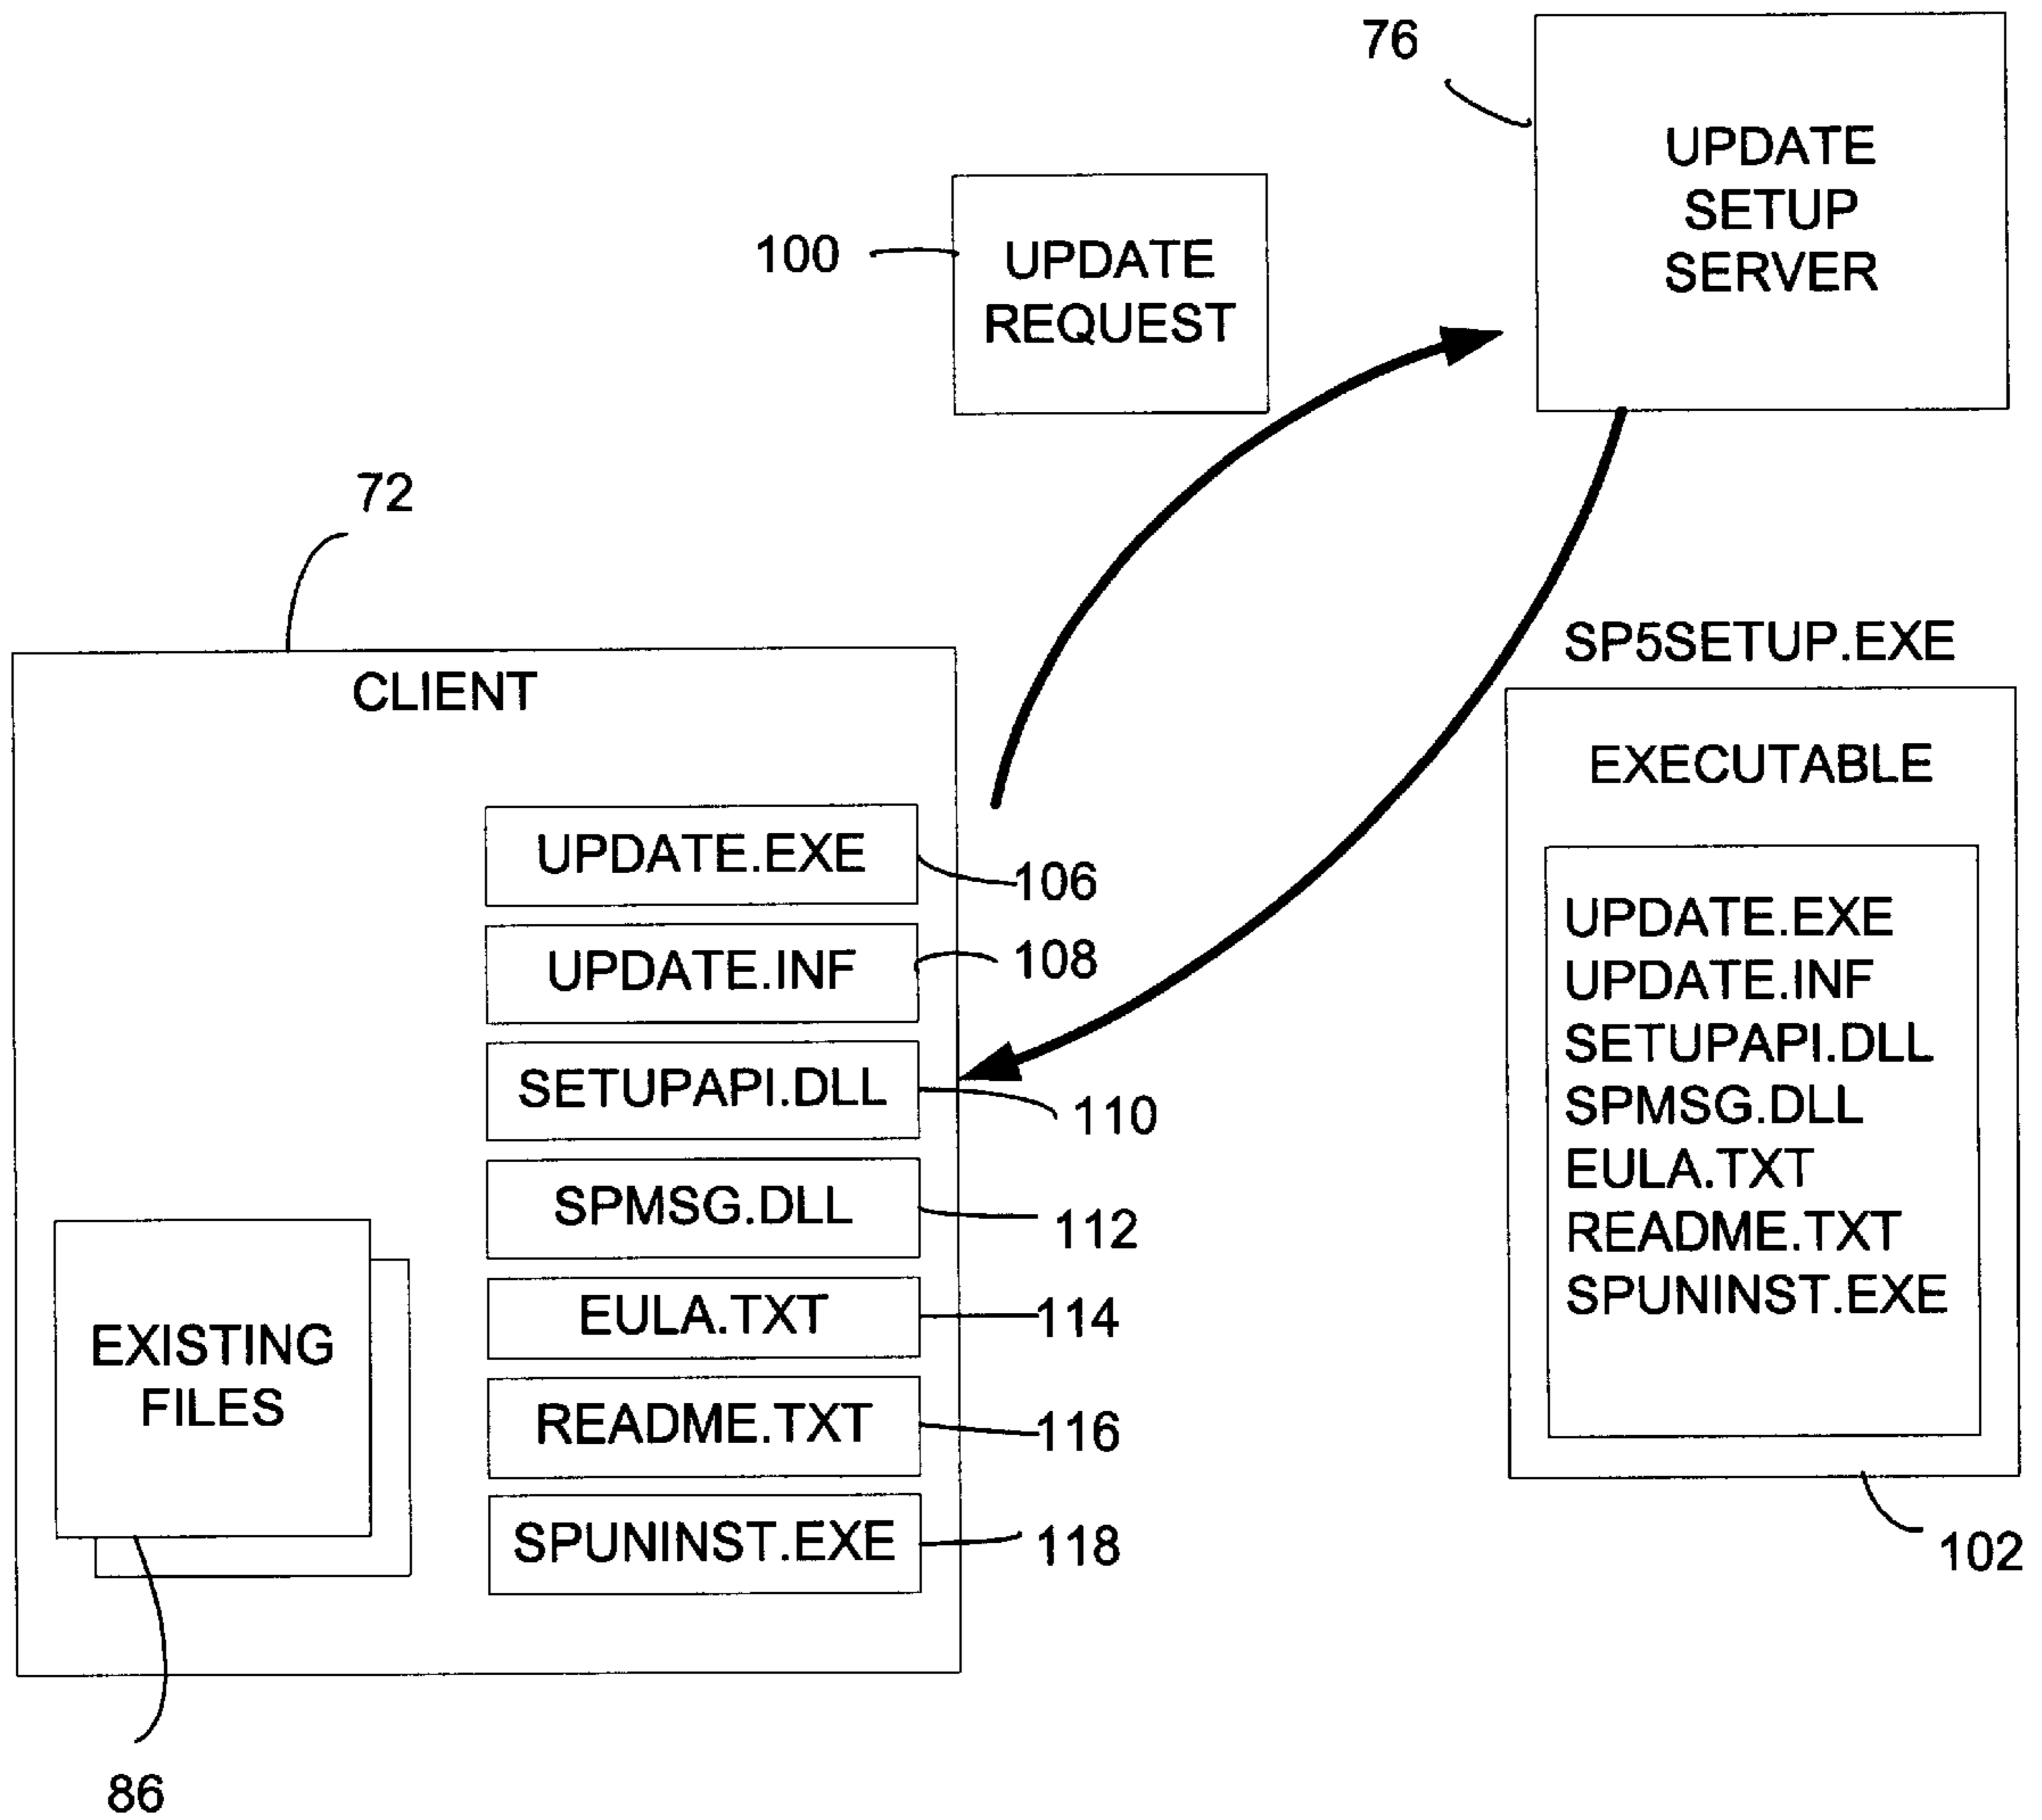 76
UPDATE
SETUP
SERVER
100
UPDATE
REQUEST
72
CLIENT
UPDATE.EXE
106
UPDATE.INF
108
SETUPAPI.DLL
110
SPMSG.DLL
112
EULA.TXT
114
README.TXT
116
SPUNINST.EXE
118
EXISTING
FILES
86
SP5SETUP.EXE
EXECUTABLE
UPDATE.EXE
UPDATE.INF
SETUPAPI.DLL
SPMSG.DLL
EULA.TXT
README.TXT
SPUNINST.EXE
102